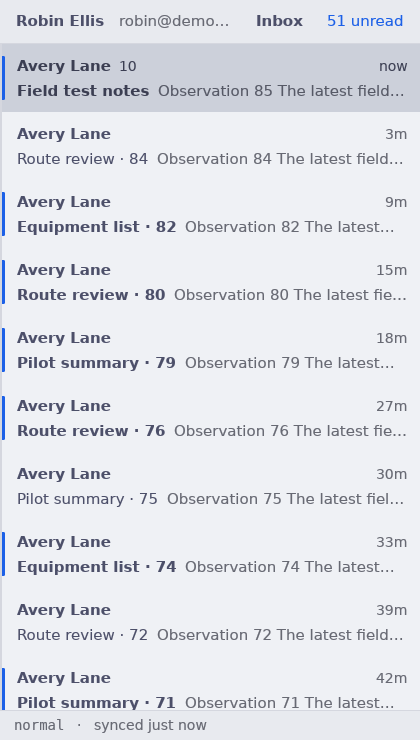 Robin Ellis robin@demo... Inbox 51 unread
Avery Lane 10 now
Field test notes Observation 85 The latest field...
Avery Lane 3m
Route review · 84 Observation 84 The latest field...
Avery Lane 9m
Equipment list · 82 Observation 82 The latest...
Avery Lane 15m
Route review · 80 Observation 80 The latest fie...
Avery Lane 18m
Pilot summary · 79 Observation 79 The latest...
Avery Lane 27m
Route review · 76 Observation 76 The latest fie...
Avery Lane 30m
Pilot summary · 75 Observation 75 The latest fiel...
Avery Lane 33m
Equipment list · 74 Observation 74 The latest...
Avery Lane 39m
Route review · 72 Observation 72 The latest field...
Avery Lane 42m
Pilot summary · 71 Observation 71 The latest...
normal · synced just now